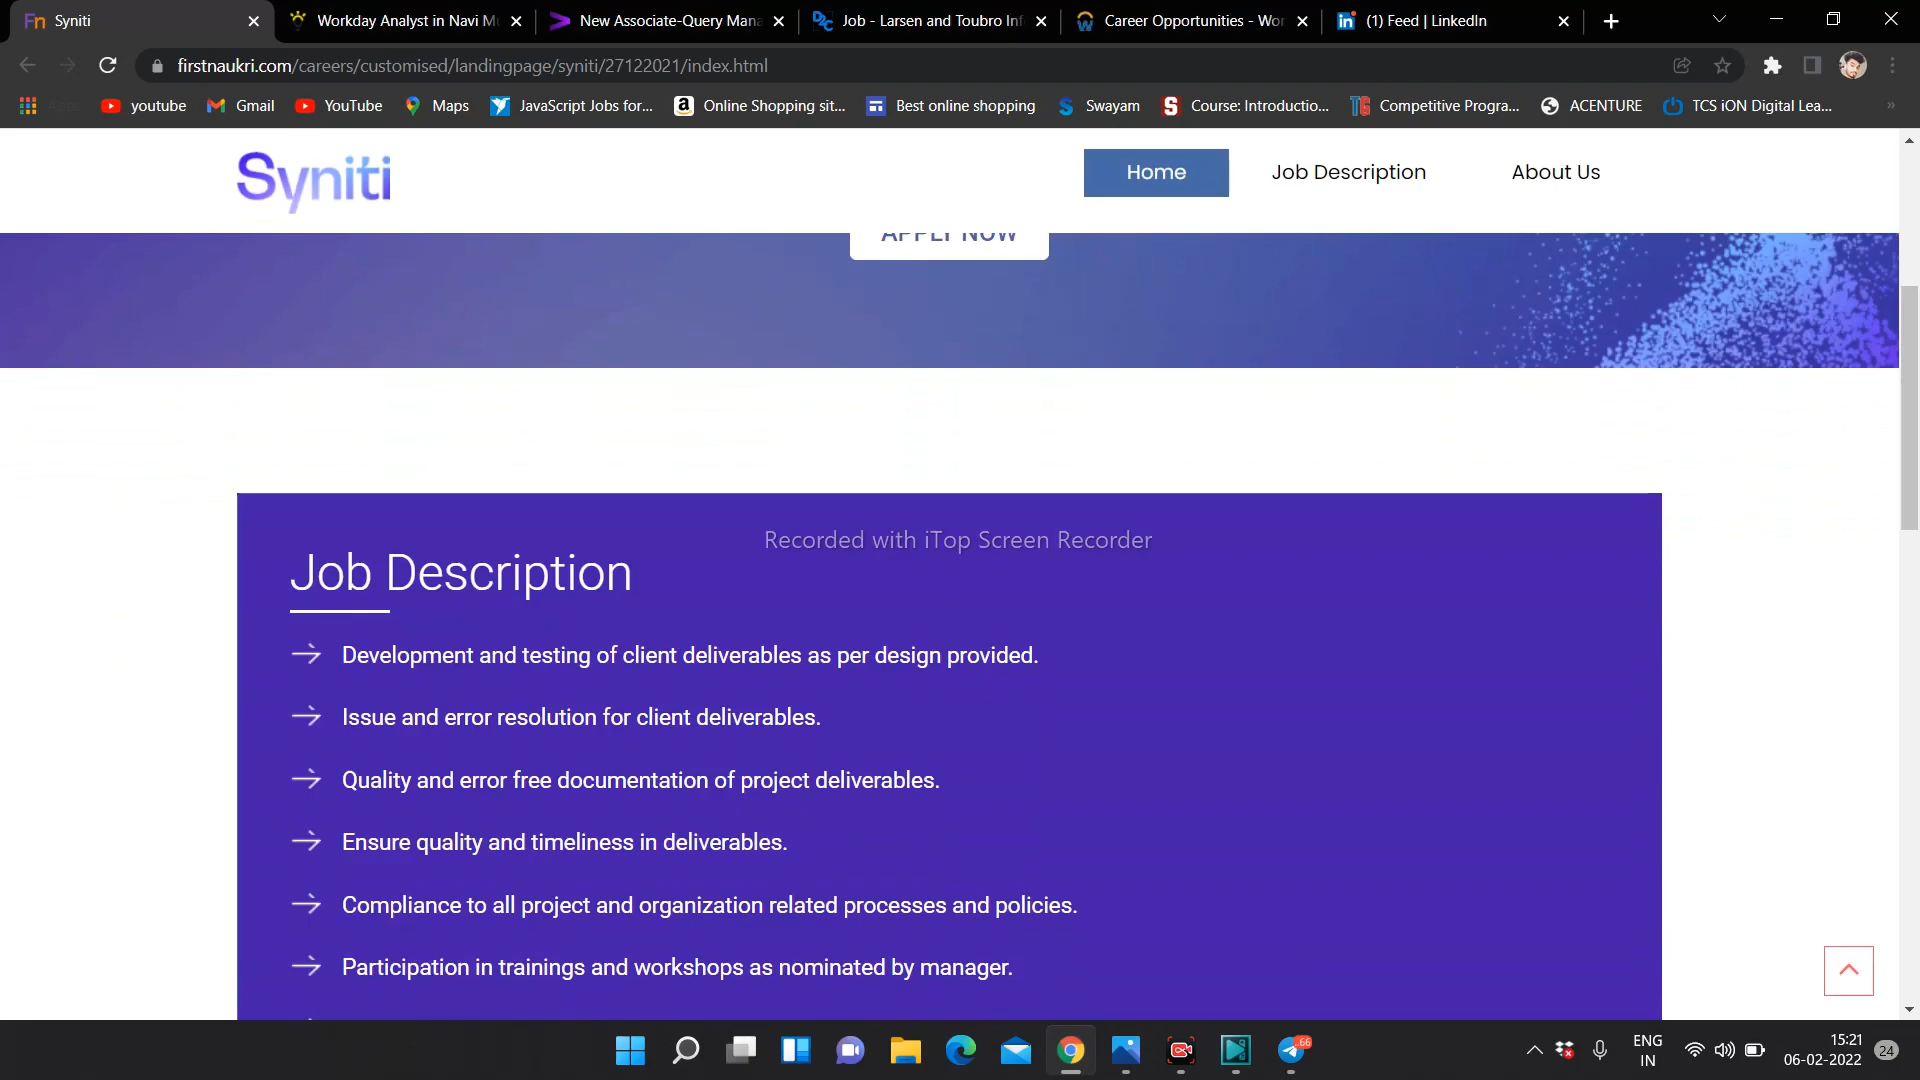 Fn Syniti
Workday Analyst in Navi Mu
New Associate-Query Mana
Job - Larsen and Toubro Inf
Career Opportunities - Wor
(1) Feed | LinkedIn
firstnaukri.com/careers/customised/landingpage/syniti/27122021/index.html
Apps
youtube
Gmail
YouTube
Maps
JavaScript Jobs for...
Online Shopping sit...
Best online shopping
Swayam
Course: Introductio...
Competitive Progra...
ACENTURE
TCS iON Digital Lea...
Syniti
Home
Job Description
About Us
APPLY NOW
Recorded with iTop Screen Recorder
Job Description
Development and testing of client deliverables as per design provided.
Issue and error resolution for client deliverables.
Quality and error free documentation of project deliverables.
Ensure quality and timeliness in deliverables.
Compliance to all project and organization related processes and policies.
Participation in trainings and workshops as nominated by manager.
66
ENG
IN
15:21
06-02-2022
24